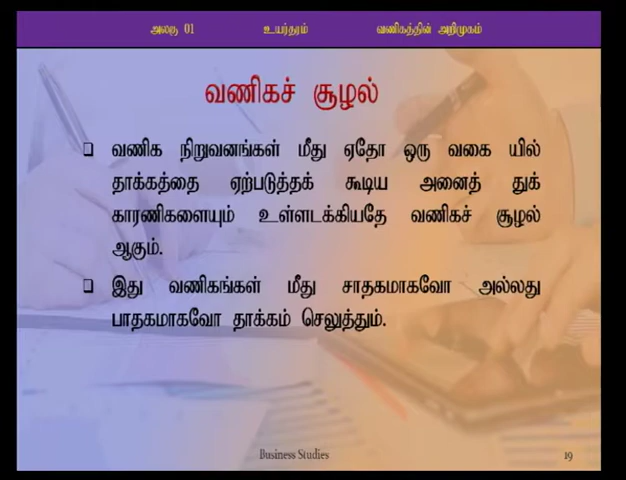 அலகு 01 உயர்தரம் வணிகத்தின் அறிமுகம்
வணிகச் சூழல்
❑ வணிக நிறுவனங்கள் மீது ஏதோ ஒரு வகை யில்
தாக்கத்தை ஏற்படுத்தக் கூடிய அனைத் துக்
காரணிகளையும் உள்ளடக்கியதே வணிகச் சூழல்
ஆகும்.
❑ இது வணிகங்கள் மீது சாதகமாகவோ அல்லது
பாதகமாகவோ தாக்கம் செலுத்தும்.
Business Studies 19